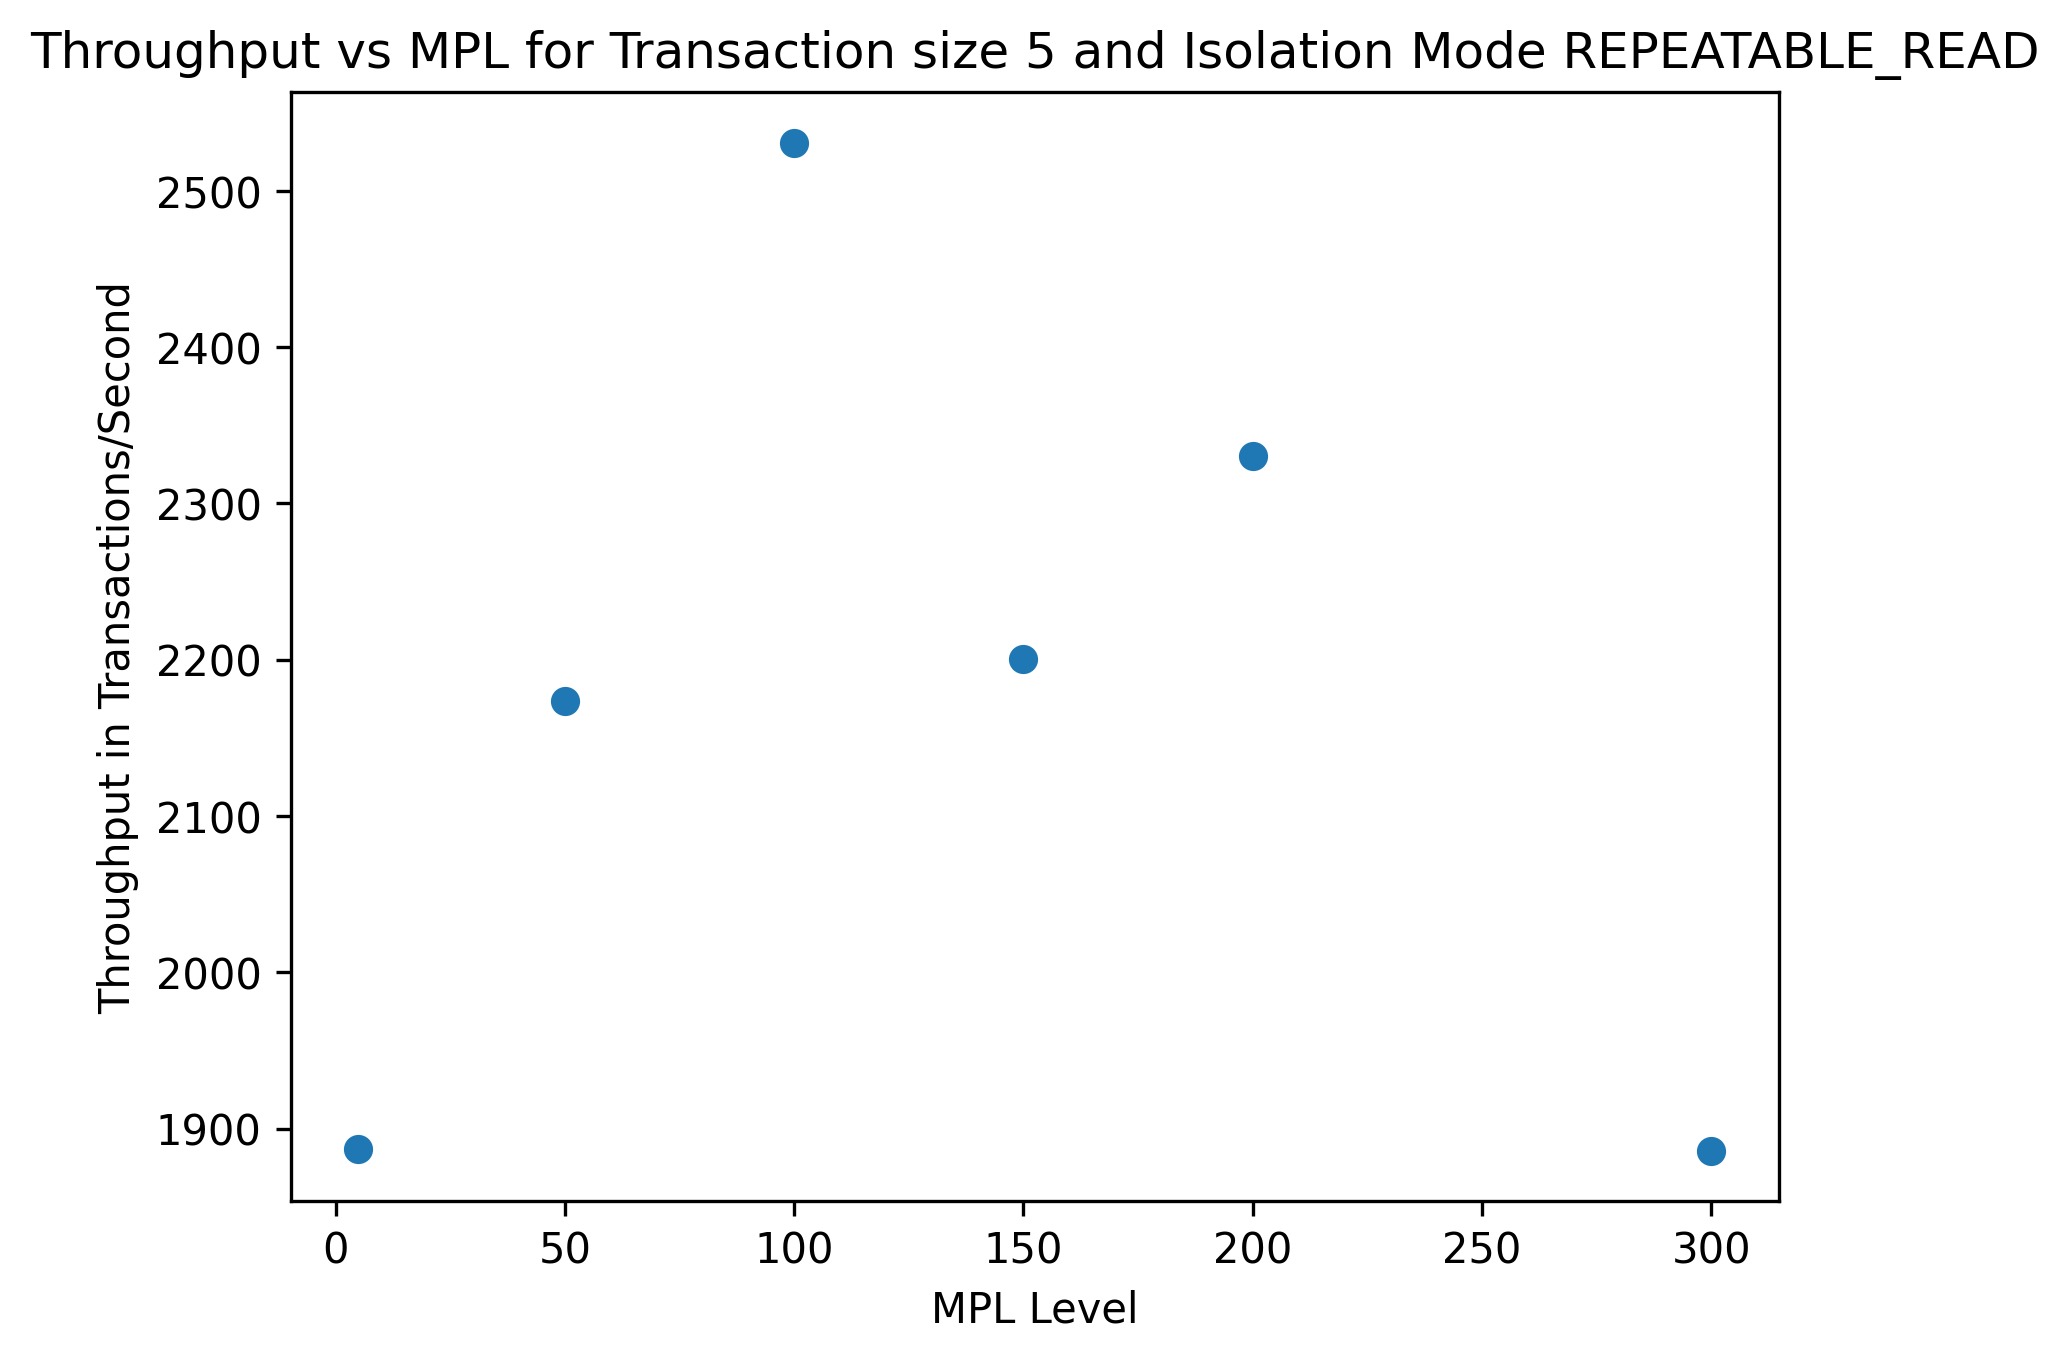 Throughput vs MPL for Transaction size 5 and Isolation Mode REPEATABLE_READ
Throughput in Transactions/Second
2500
2400
2300
2200
2100
2000
1900
0 50 100 150 200 250 300
MPL Level